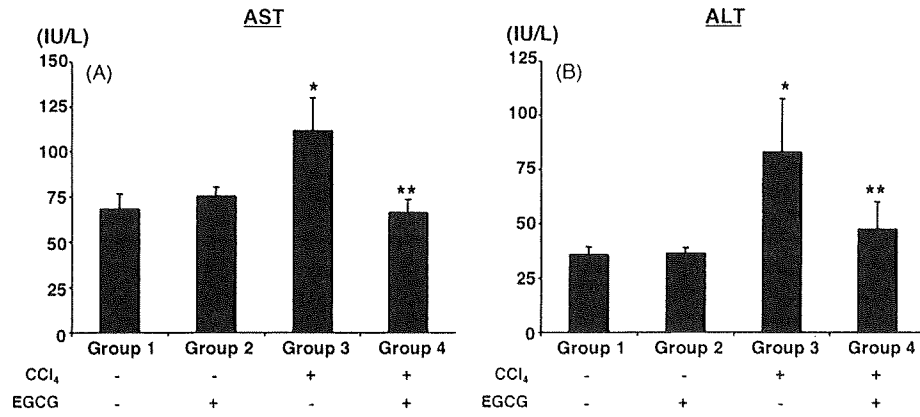 AST
(IU/L)
(A)
150
125
100
75
50
25
0
*
**
Group 1 Group 2 Group 3 Group 4
CCl₄ - - + +
EGCG - + - +
ALT
(IU/L)
(B)
125
100
75
50
25
0
*
**
Group 1 Group 2 Group 3 Group 4
CCl₄ - - + +
EGCG - + - +